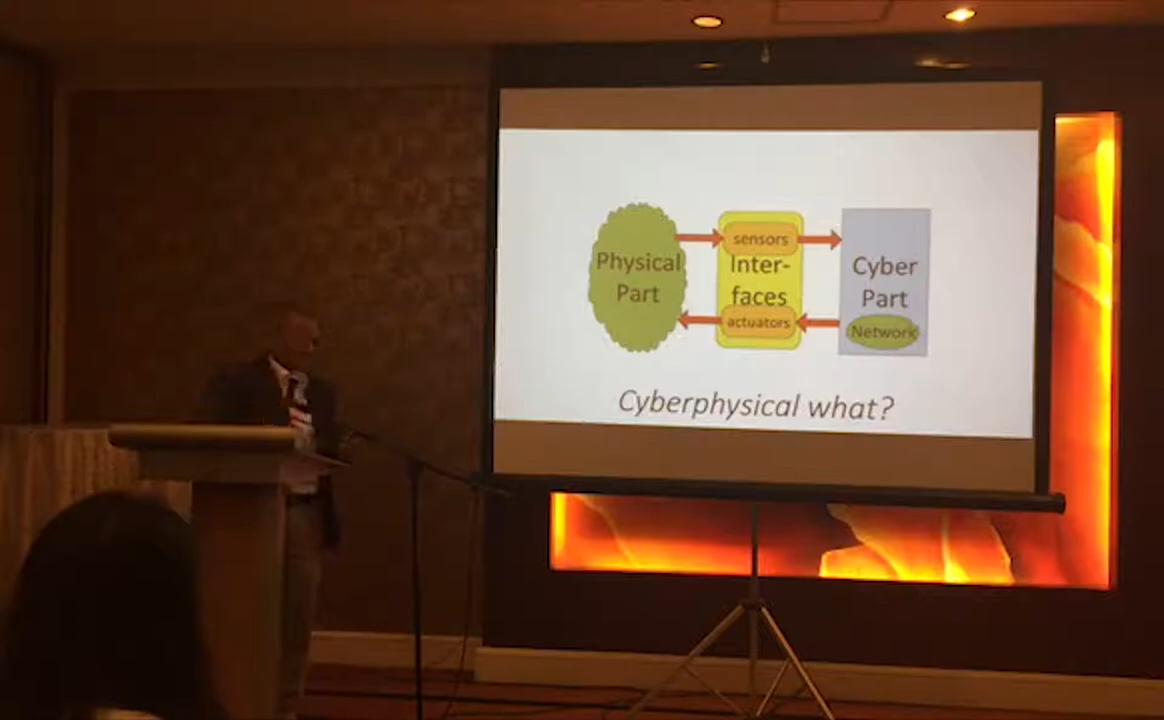 Physical
Part
sensors
Inter-
faces
actuators
Cyber
Part
Network
Cyberphysical what?